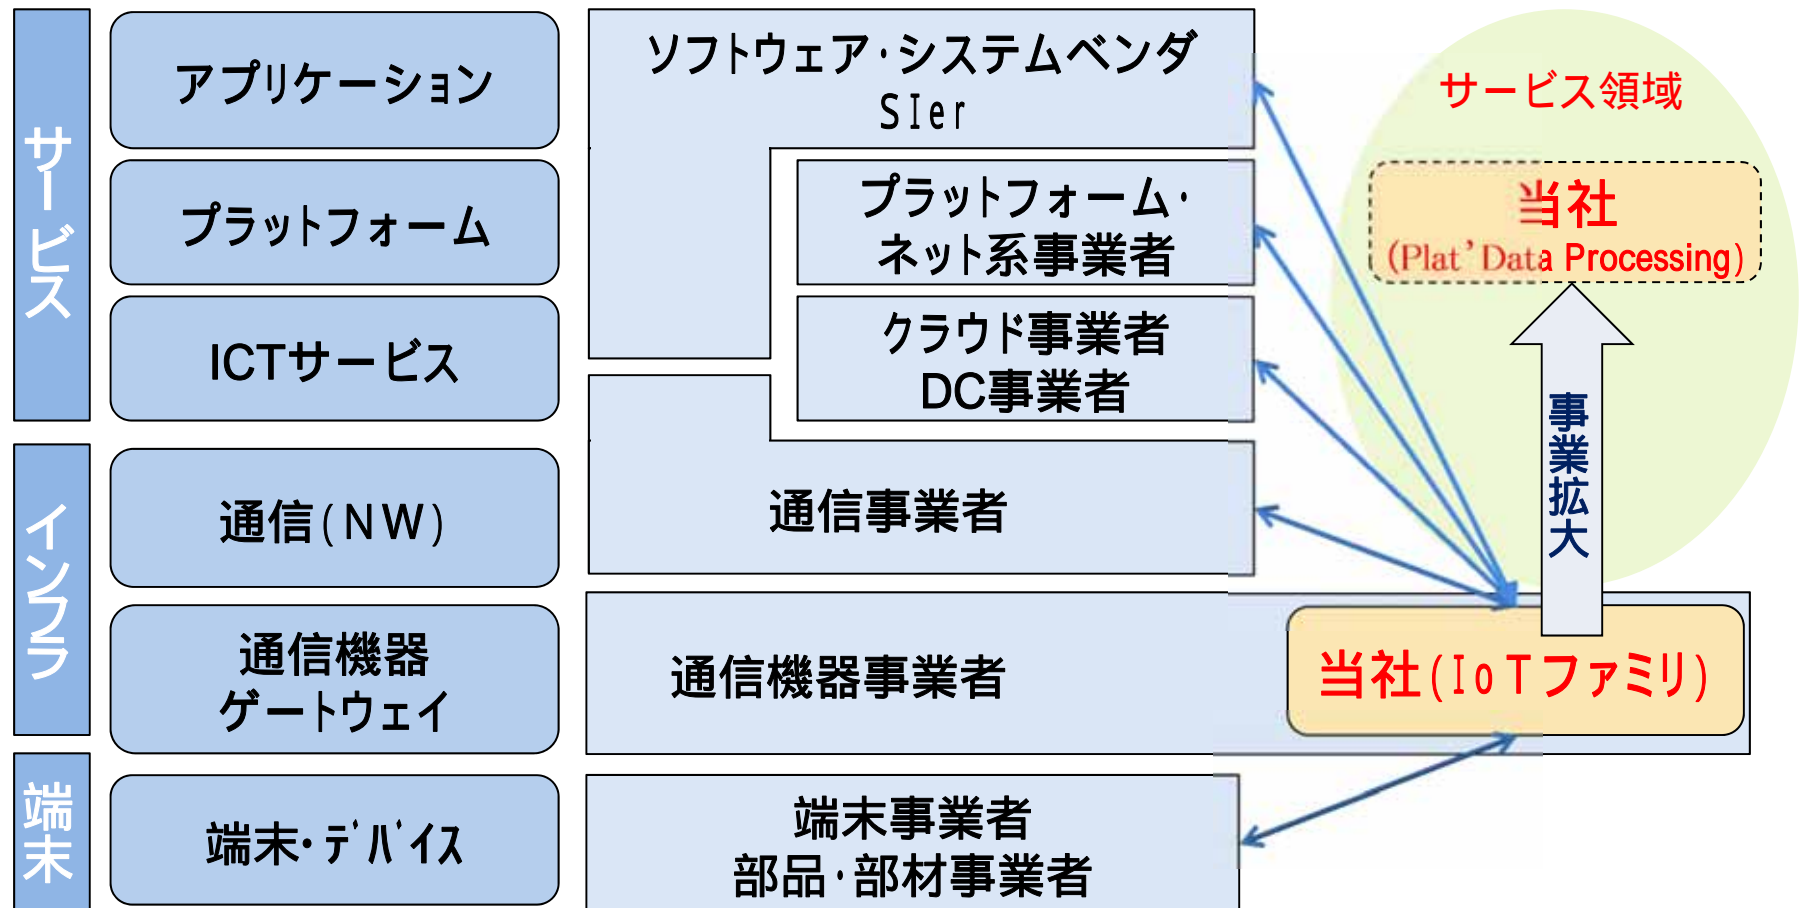 サービス
アプリケーション
プラットフォーム
ICTサービス
インフラ
通信(NW)
通信機器
ゲートウェイ
端末
端末・デバイス
ソフトウェア・システムベンダ
SIer
プラットフォーム・
ネット系事業者
クラウド事業者
DC事業者
通信事業者
通信機器事業者
端末事業者
部品・部材事業者
サービス領域
当社
(Plat'Data Processing)
事業拡大
当社(IoTファミリ)